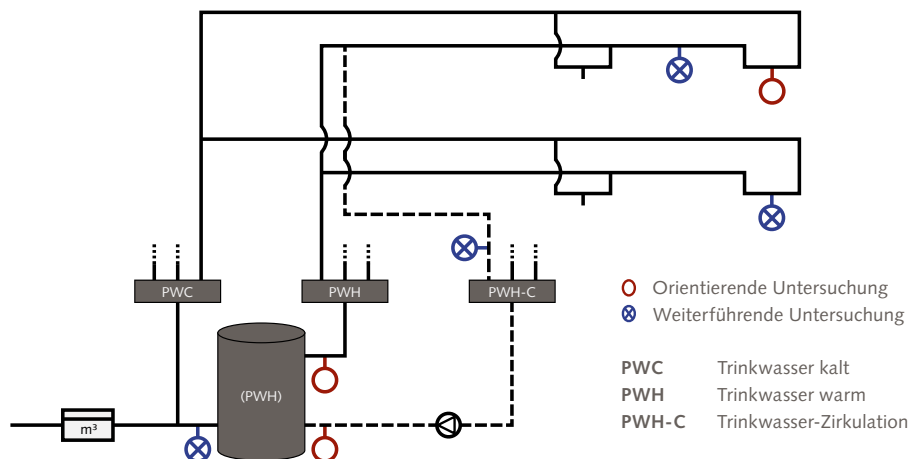 PWC
PWH
PWH-C
(PWH)
m³
Orientierende Untersuchung
Weiterführende Untersuchung
PWC Trinkwasser kalt
PWH Trinkwasser warm
PWH-C Trinkwasser-Zirkulation